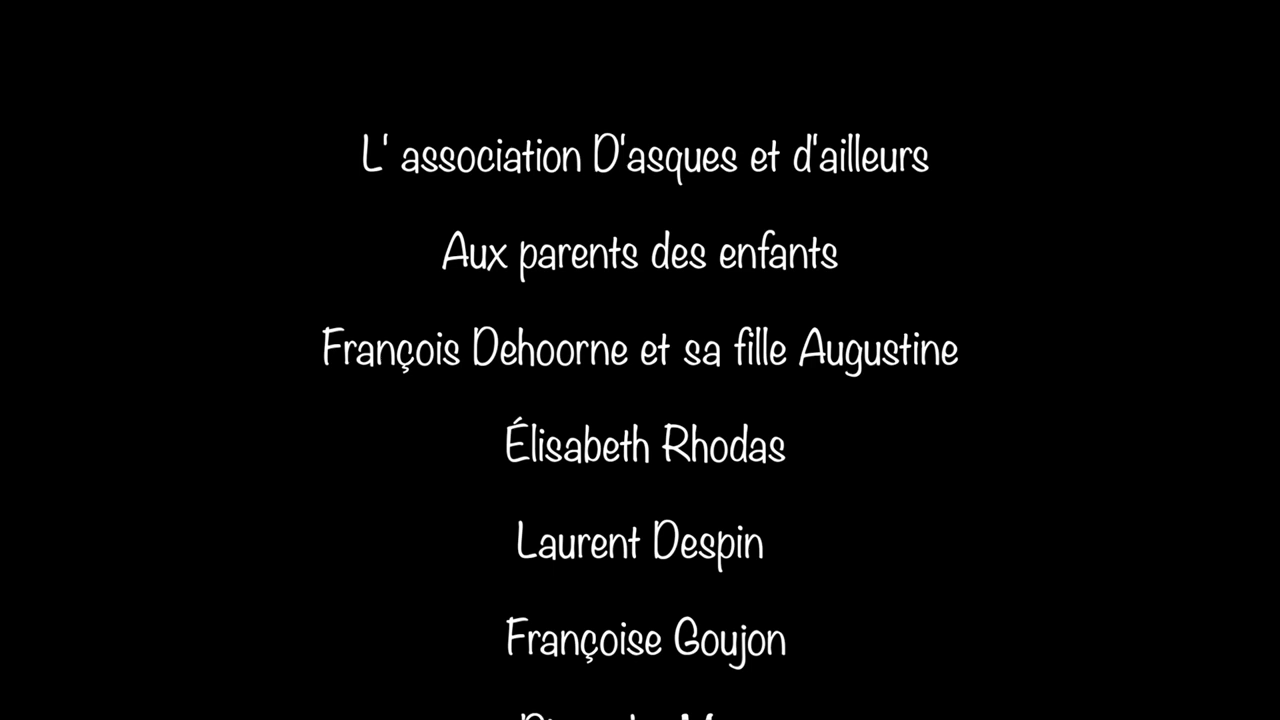 L' association D'asques et d'ailleurs
Aux parents des enfants
François Dehoorne et sa fille Augustine
Élisabeth Rhodas
Laurent Despin
Françoise Goujon